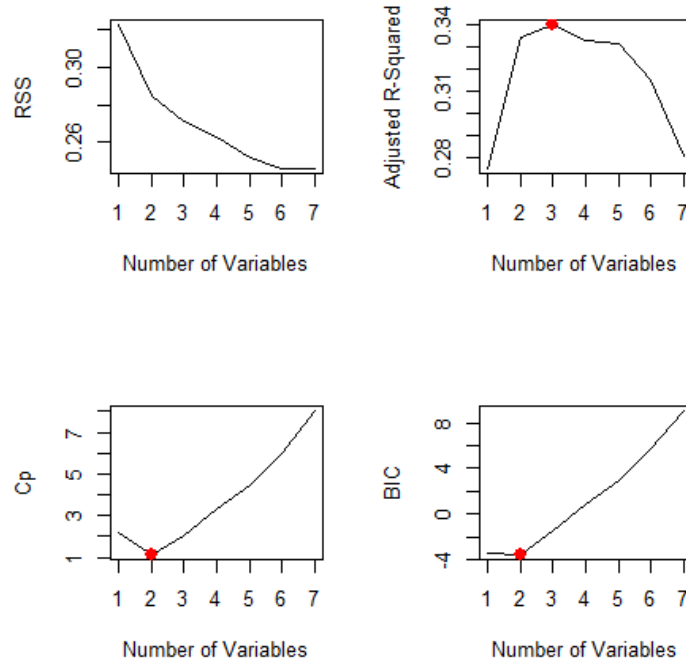 RSS
0.30
0.26
1 2 3 4 5 6 7
Number of Variables
Adjusted R-Squared
0.34
0.31
0.28
1 2 3 4 5 6 7
Number of Variables
Cp
7
5
3
1
1 2 3 4 5 6 7
Number of Variables
BIC
8
4
0
-4
1 2 3 4 5 6 7
Number of Variables